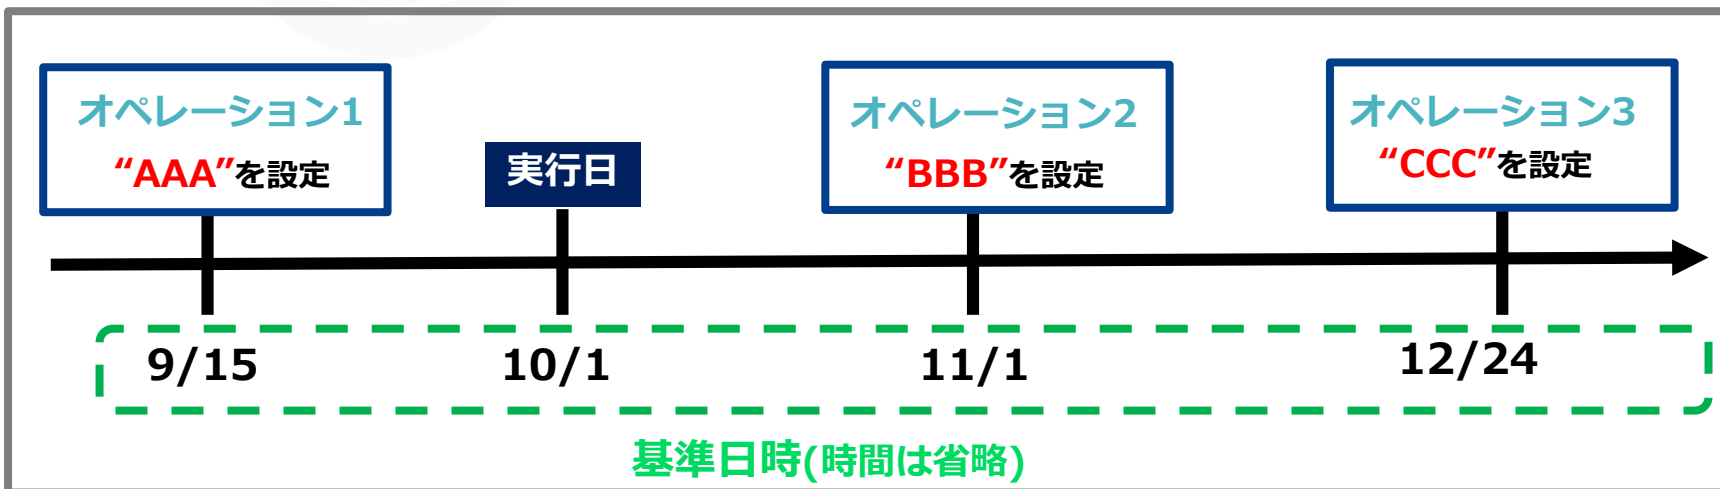 オペレーション1
“AAA”を設定
実行日
オペレーション2
“BBB”を設定
オペレーション3
“CCC”を設定
9/15
10/1
11/1
12/24
基準日時(時間は省略)